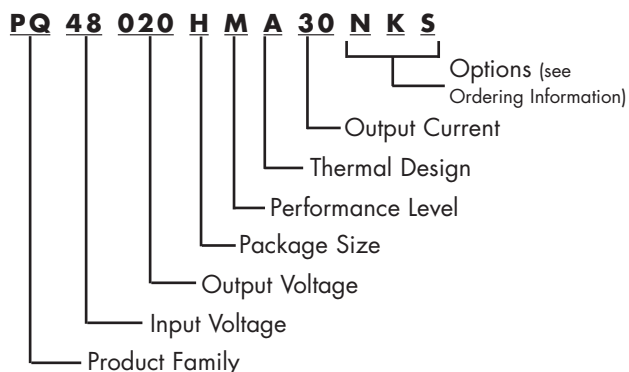 PQ 48 020 H M A 30 N K S
Options (see
Ordering Information)
Output Current
Thermal Design
Performance Level
Package Size
Output Voltage
Input Voltage
Product Family